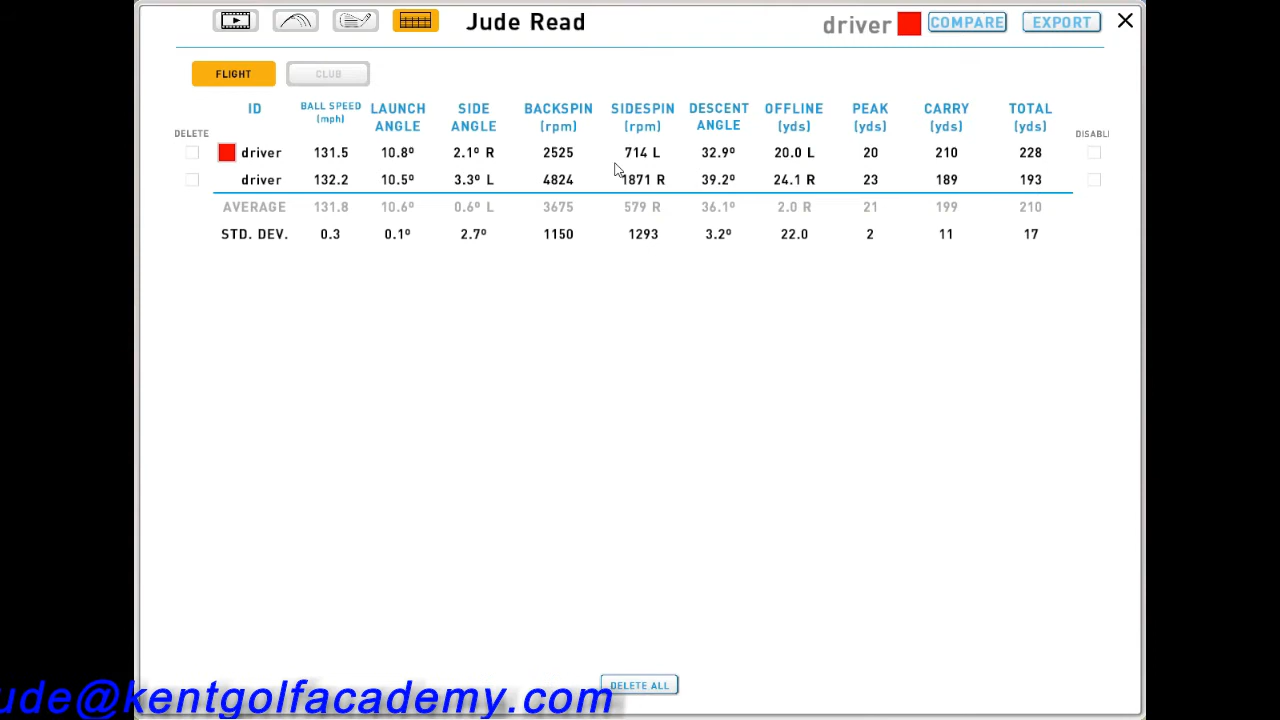 Jude Read
driver COMPARE EXPORT
FLIGHT CLUB
DELETE ID BALL SPEED (mph) LAUNCH ANGLE SIDE ANGLE BACKSPIN (rpm) SIDESPIN (rpm) DESCENT ANGLE OFFLINE (yds) PEAK (yds) CARRY (yds) TOTAL (yds) DISABL
driver 131.5 10.8º 2.1º R 2525 714 L 32.9º 20.0 L 20 210 228
driver 132.2 10.5º 3.3º L 4824 1871 R 39.2º 24.1 R 23 189 193
AVERAGE 131.8 10.6º 0.6º L 3675 579 R 36.1º 2.0 R 21 199 210
STD. DEV. 0.3 0.1º 2.7º 1150 1293 3.2º 22.0 2 11 17
DELETE ALL
ude@kentgolfacademy.com